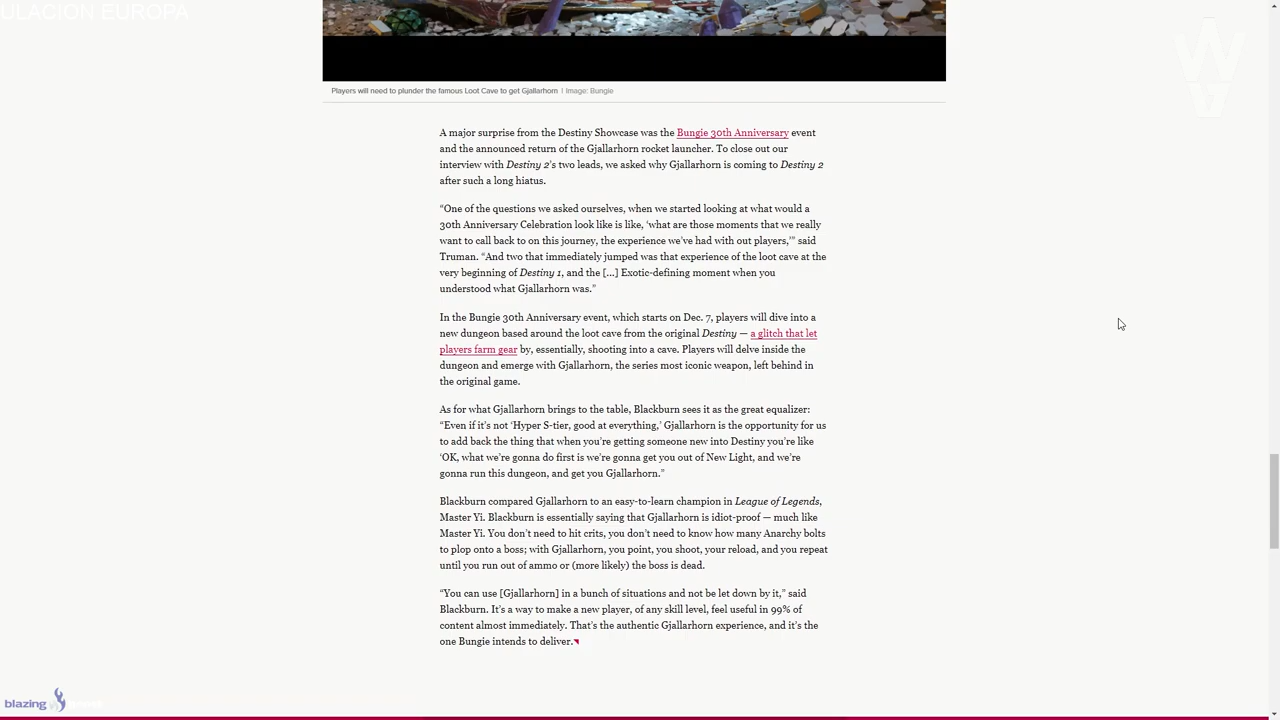 ULACION EUROPA
Players will need to plunder the famous Loot Cave to get Gjallarhorn | Image: Bungie
A major surprise from the Destiny Showcase was the Bungie 30th Anniversary event
and the announced return of the Gjallarhorn rocket launcher. To close out our
interview with Destiny 2’s two leads, we asked why Gjallarhorn is coming to Destiny 2
after such a long hiatus.
“One of the questions we asked ourselves, when we started looking at what would a
30th Anniversary Celebration look like is like, ‘what are those moments that we really
want to call back to on this journey, the experience we’ve had with out players,’” said
Truman. “And two that immediately jumped was that experience of the loot cave at the
very beginning of Destiny 1, and the [...] Exotic-defining moment when you
understood what Gjallarhorn was.”
In the Bungie 30th Anniversary event, which starts on Dec. 7, players will dive into a
new dungeon based around the loot cave from the original Destiny — a glitch that let
players farm gear by, essentially, shooting into a cave. Players will delve inside the
dungeon and emerge with Gjallarhorn, the series most iconic weapon, left behind in
the original game.
As for what Gjallarhorn brings to the table, Blackburn sees it as the great equalizer:
“Even if it’s not ‘Hyper S-tier, good at everything,’ Gjallarhorn is the opportunity for us
to add back the thing that when you’re getting someone new into Destiny you’re like
‘OK, what we’re gonna do first is we’re gonna get you out of New Light, and we’re
gonna run this dungeon, and get you Gjallarhorn.”
Blackburn compared Gjallarhorn to an easy-to-learn champion in League of Legends,
Master Yi. Blackburn is essentially saying that Gjallarhorn is idiot-proof — much like
Master Yi. You don’t need to hit crits, you don’t need to know how many Anarchy bolts
to plop onto a boss; with Gjallarhorn, you point, you shoot, your reload, and you repeat
until you run out of ammo or (more likely) the boss is dead.
“You can use [Gjallarhorn] in a bunch of situations and not be let down by it,” said
Blackburn. It’s a way to make a new player, of any skill level, feel useful in 99% of
content almost immediately. That’s the authentic Gjallarhorn experience, and it’s the
one Bungie intends to deliver.
blazing